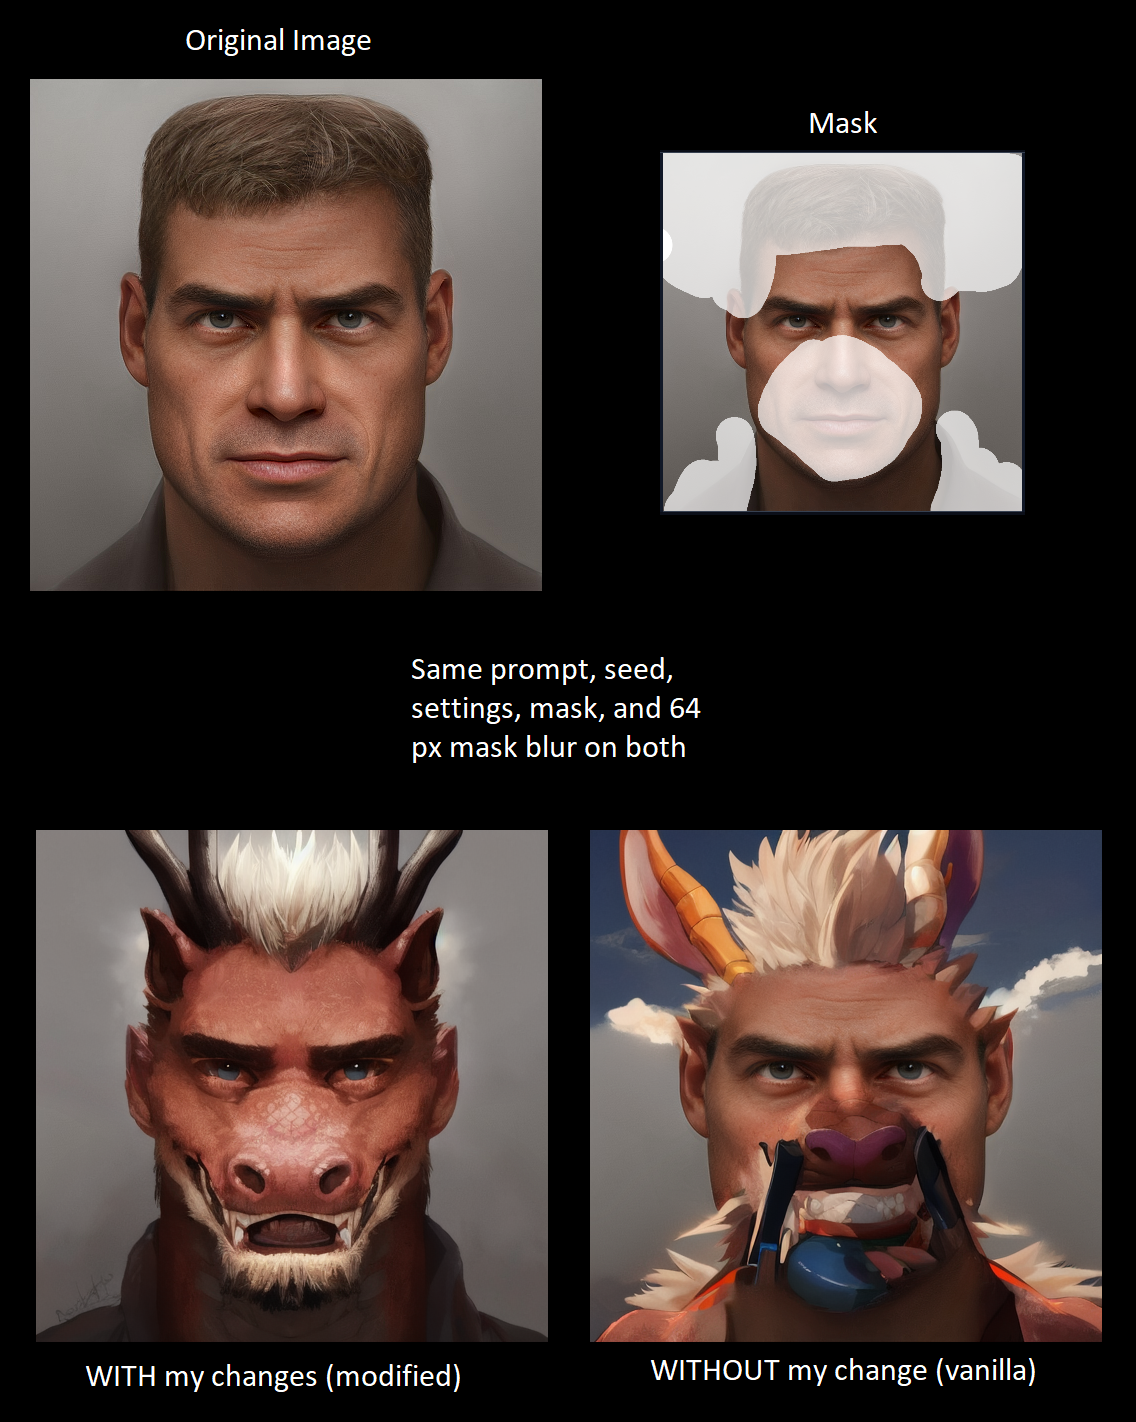 Original Image
Mask
Same prompt, seed,
settings, mask, and 64
px mask blur on both
WITH my changes (modified)
WITHOUT my change (vanilla)